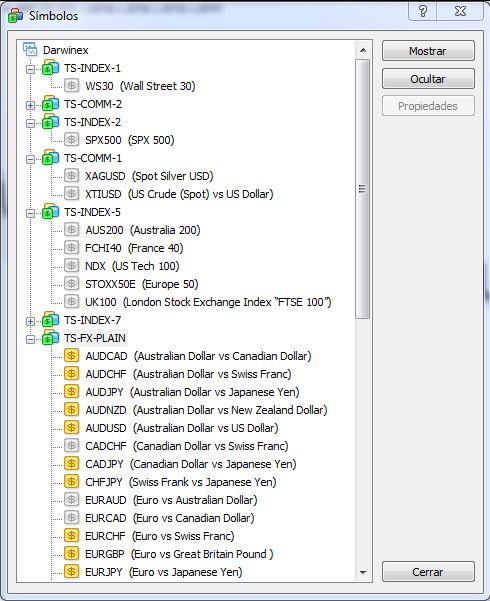 Símbolos
Darwinex
TS-INDEX-1
WS30 (Wall Street 30)
TS-COMM-2
TS-INDEX-2
SPX500 (SPX 500)
TS-COMM-1
XAGUSD (Spot Silver USD)
XTIUSD (US Crude (Spot) vs US Dollar)
TS-INDEX-5
AUS200 (Australia 200)
FCHI40 (France 40)
NDX (US Tech 100)
STOXX50E (Europe 50)
UK100 (London Stock Exchange Index "FTSE 100")
TS-INDEX-7
TS-FX-PLAIN
AUDCAD (Australian Dollar vs Canadian Dollar)
AUDCHF (Australian Dollar vs Swiss Franc)
AUDJPY (Australian Dollar vs Japanese Yen)
AUDNZD (Australian Dollar vs New Zealand Dollar)
AUDUSD (Australian Dollar vs US Dollar)
CADCHF (Canadian Dollar vs Swiss Franc)
CADJPY (Canadian Dollar vs Japanese Yen)
CHFJPY (Swiss Frank vs Japanese Yen)
EURAUD (Euro vs Australian Dollar)
EURCAD (Euro vs Canadian Dollar)
EURCHF (Euro vs Swiss Franc)
EURGBP (Euro vs Great Britain Pound )
EURJPY (Euro vs Japanese Yen)
Mostrar
Ocultar
Propiedades
Cerrar